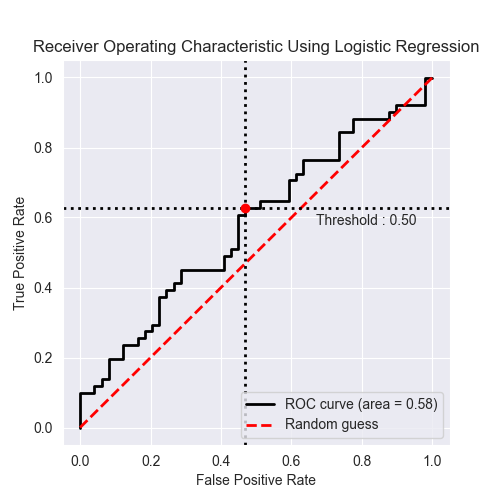 Receiver Operating Characteristic Using Logistic Regression
True Positive Rate
1.0
0.8
0.6
0.4
0.2
0.0
Threshold : 0.50
ROC curve (area = 0.58)
Random guess
0.0 0.2 0.4 0.6 0.8 1.0
False Positive Rate